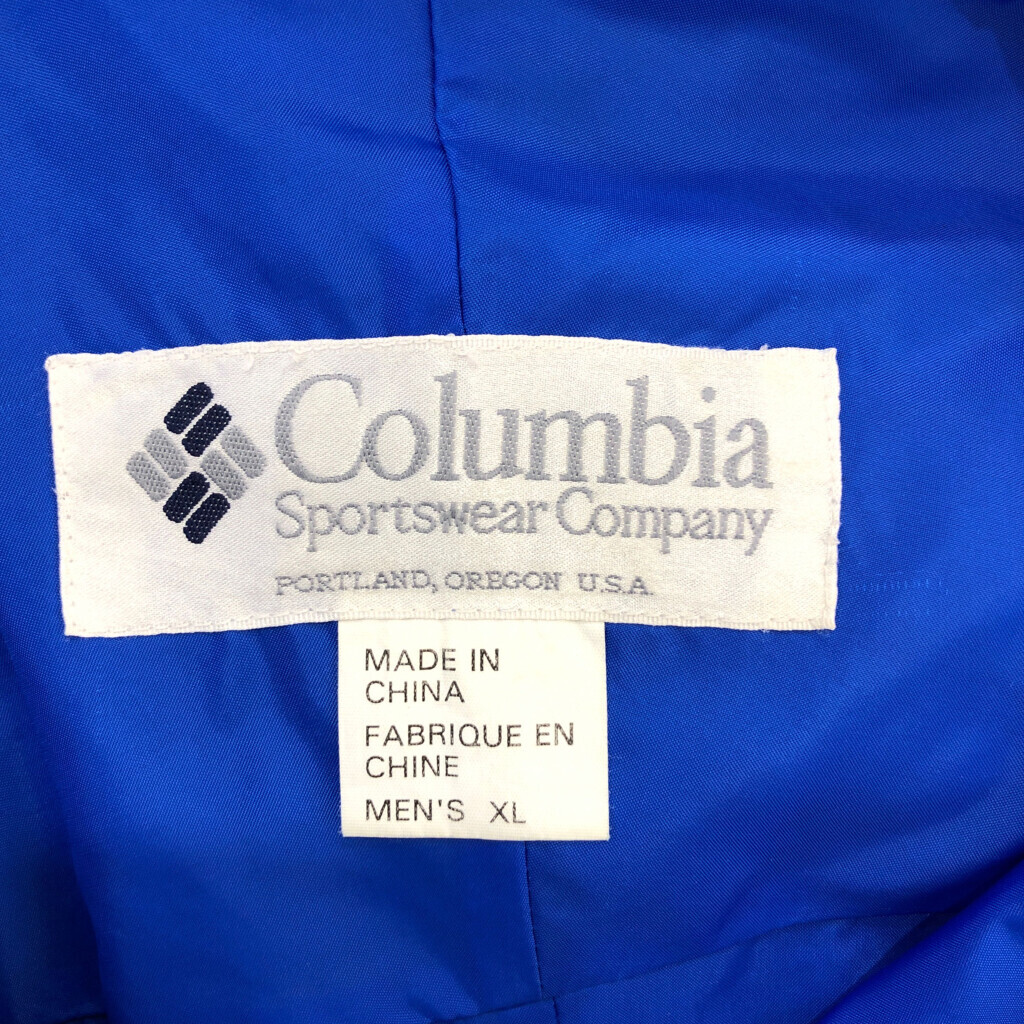 Columbia
Sportswear Company
PORTLAND, OREGON U.S.A.
MADE IN
CHINA
FABRIQUE EN
CHINE
MEN'S XL